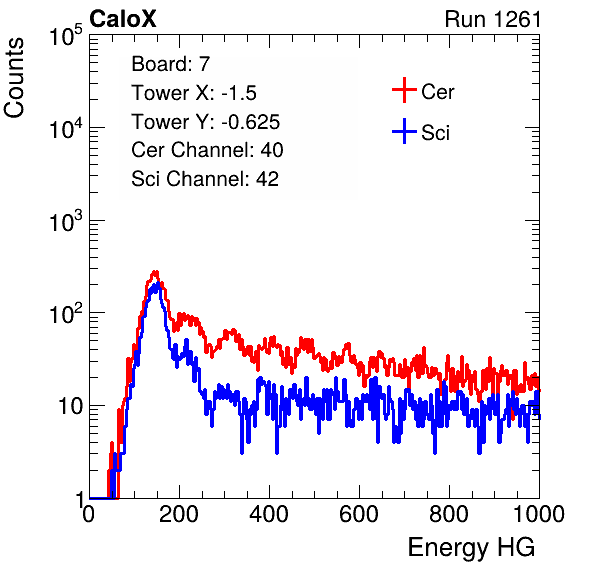 CaloX Run 1261
Counts
Board: 7
Tower X: -1.5
Tower Y: -0.625
Cer Channel: 40
Sci Channel: 42
Cer
Sci
10^5
10^4
10^3
10^2
10
1
0 200 400 600 800 1000
Energy HG